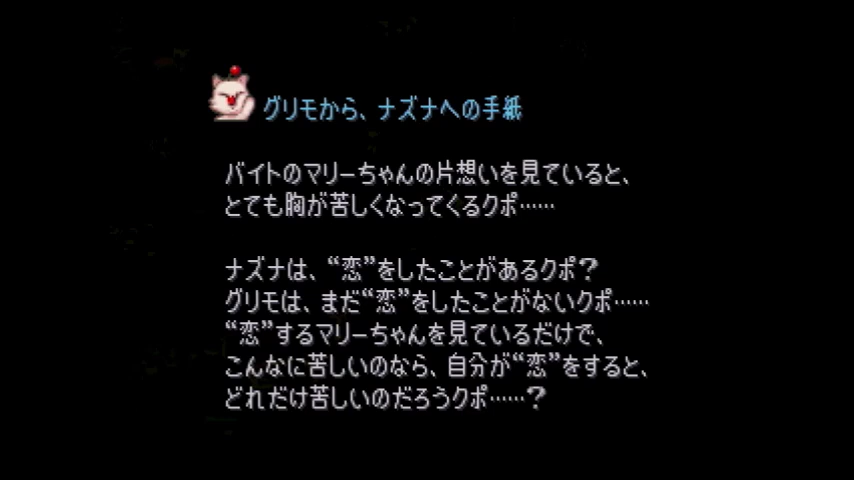 グリモから、ナズナへの手紙
バイトのマリーちゃんの片想いを見ていると、
とても胸が苦しくなってくるクポ……
ナズナは、“恋”をしたことがあるクポ？
グリモは、まだ“恋”をしたことがないクポ……
“恋”するマリーちゃんを見ているだけで、
こんなに苦しいのなら、自分が“恋”をすると、
どれだけ苦しいのだろうクポ……？